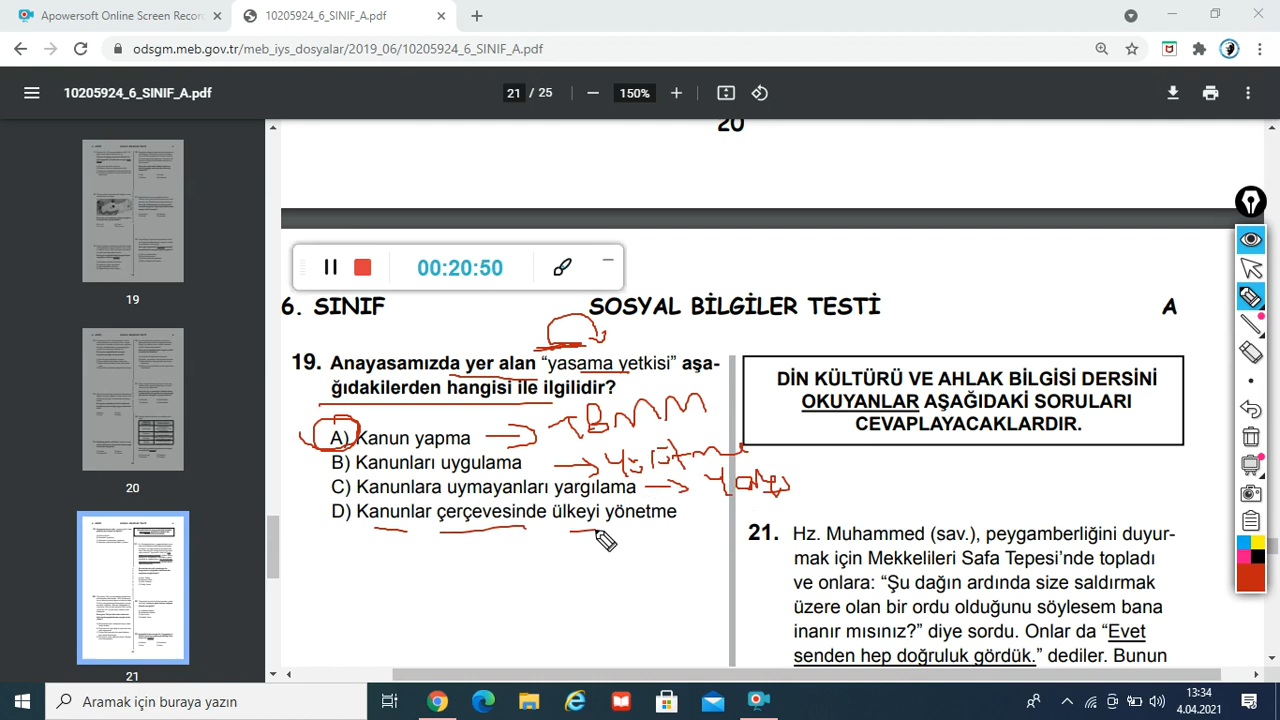 Apowersoft Online Screen Recor
10205924_6_SINIF_A.pdf
odsgm.meb.gov.tr/meb_iys_dosyalar/2019_06/10205924_6_SINIF_A.pdf
10205924_6_SINIF_A.pdf
21 / 25
150%
19
20
21
20
00:20:50
6. SINIF
SOSYAL BİLGİLER TESTİ
A
19. Anayasamızda yer alan “yasama yetkisi” aşa-
ğıdakilerden hangisi ile ilgilidir?
A) Kanun yapma
TBMM
B) Kanunları uygulama
C) Kanunlara uymayanları yargılama
D) Kanunlar çerçevesinde ülkeyi yönetme
DİN KÜLTÜRÜ VE AHLAK BİLGİSİ DERSİNİ
OKUYANLAR AŞAĞIDAKİ SORULARI
CEVAPLAYACAKLARDIR.
21. Hz. Muhammed (sav.), peygamberliğini duyur-
mak için Mekkelileri Safa Tepesi’nde topladı
ve onlara: “Şu dağın ardında size saldırmak
üzere olan bir ordu olduğunu söylesem bana
inanır mısınız?” diye sordu. Onlar da “Evet
senden hep doğruluk gördük.” dediler. Bunun
Aramak için buraya yazın
13:34
4.04.2021